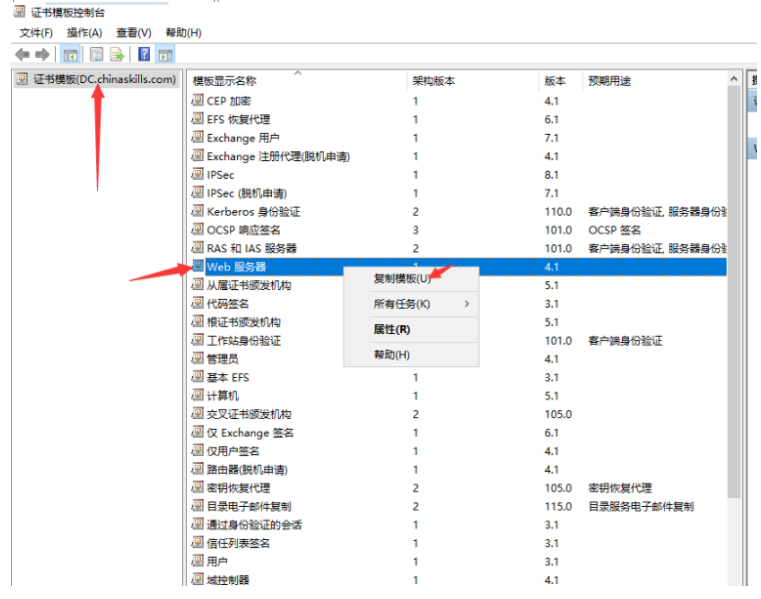 证书模板控制台
文件(F) 操作(A) 查看(V) 帮助(H)
证书模板(DC.chinaskills.com)
模板显示名称 架构版本 版本 预期用途
CEP 加密 1 4.1
EFS 恢复代理 1 6.1
Exchange 用户 1 7.1
Exchange 注册代理(脱机申请) 1 4.1
IPSec 1 8.1
IPSec (脱机申请) 1 7.1
Kerberos 身份验证 2 110.0 客户端身份验证, 服务器身份验
OCSP 响应签名 3 101.0 OCSP 签名
RAS 和 IAS 服务器 2 101.0 客户端身份验证, 服务器身份验
Web 服务器 1 4.1
复制模板(U)
从属证书颁发机构 5.1
所有任务(K)
代码签名 3.1
根证书颁发机构 5.1
属性(R)
工作站身份验证 101.0 客户端身份验证
帮助(H)
管理员 4.1
基本 EFS 1 3.1
计算机 1 5.1
交叉证书颁发机构 2 105.0
仅 Exchange 签名 1 6.1
仅用户签名 1 4.1
路由器(脱机申请) 1 4.1
密钥恢复代理 2 105.0 密钥恢复代理
目录电子邮件复制 2 115.0 目录服务电子邮件复制
通过身份验证的会话 1 3.1
信任列表签名 1 3.1
用户 1 3.1
域控制器 1 4.1